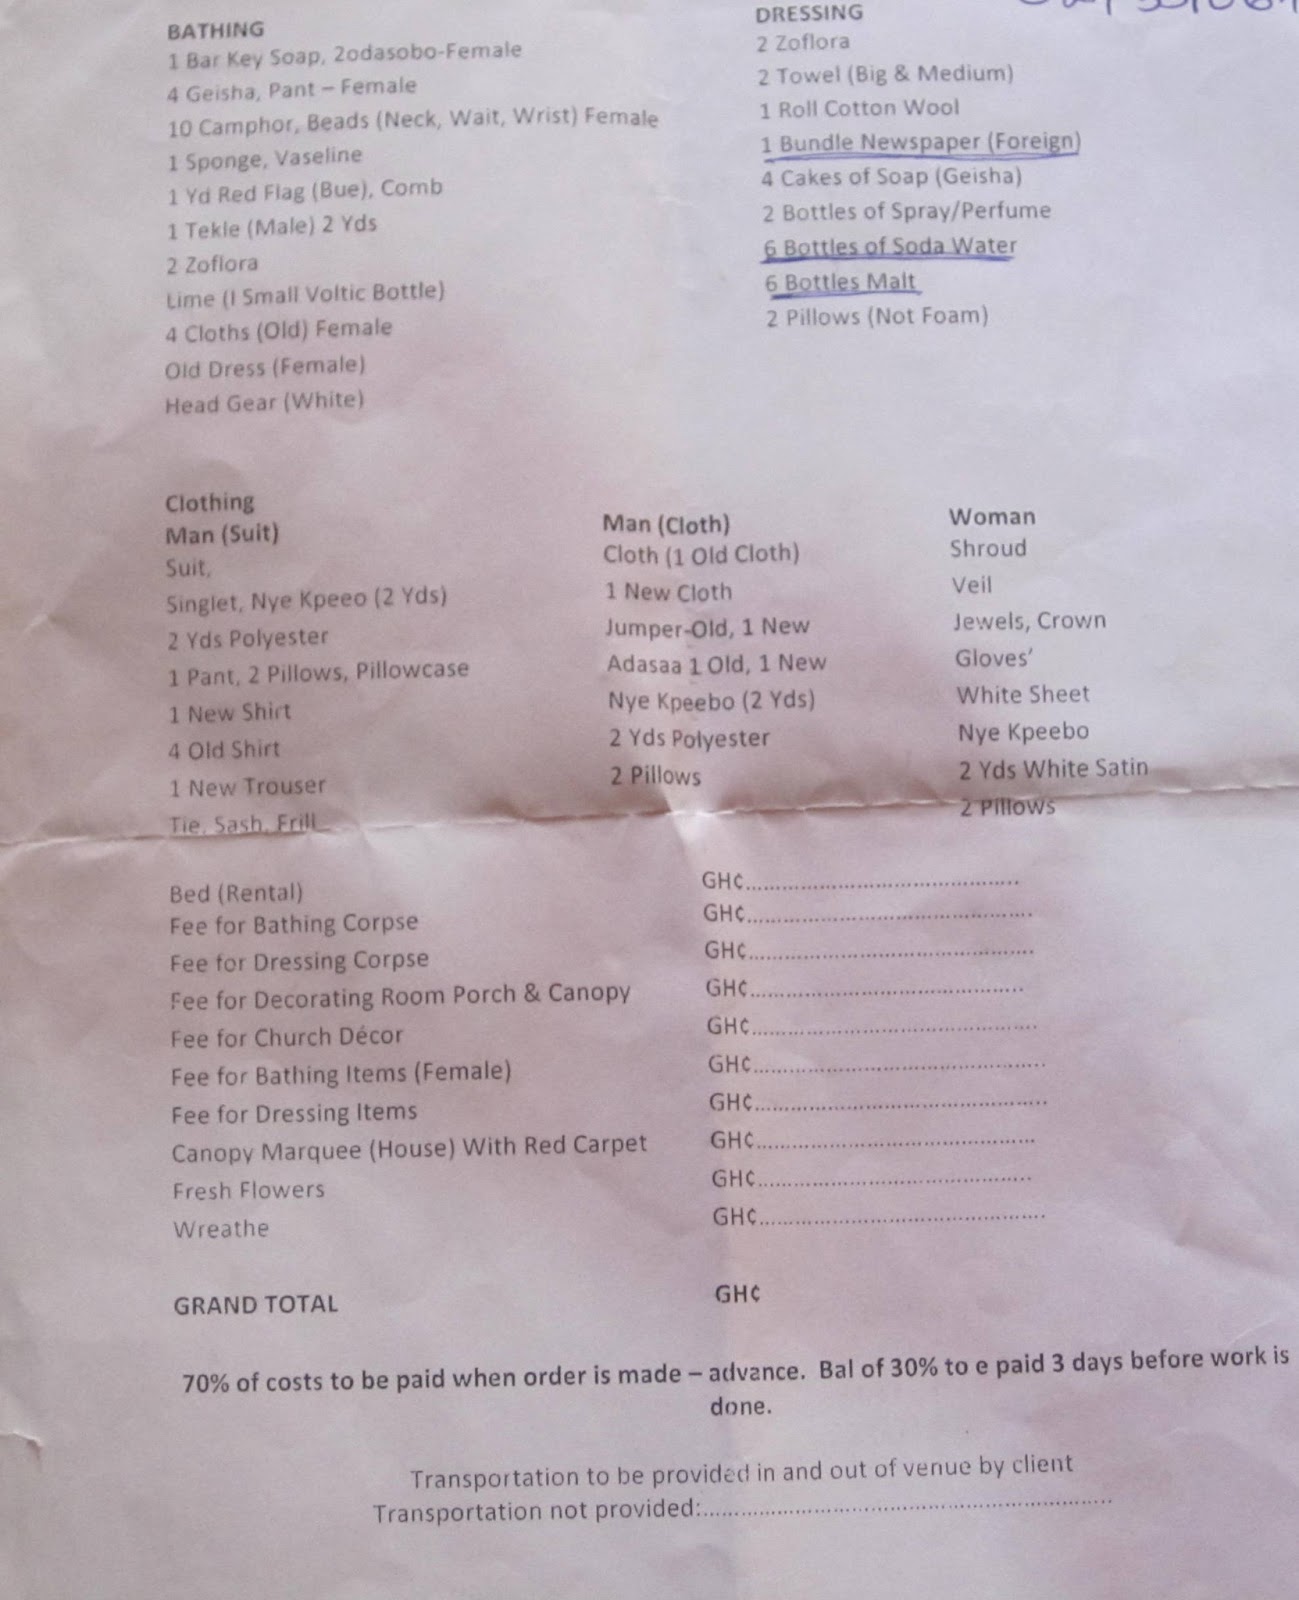 BATHING
1 Bar Key Soap, 2odasobo-Female
4 Geisha, Pant – Female
10 Camphor, Beads (Neck, Wait, Wrist) Female
1 Sponge, Vaseline
1 Yd Red Flag (Bue), Comb
1 Tekle (Male) 2 Yds
2 Zoflora
Lime (I Small Voltic Bottle)
4 Cloths (Old) Female
Old Dress (Female)
Head Gear (White)
DRESSING
2 Zoflora
2 Towel (Big & Medium)
1 Roll Cotton Wool
1 Bundle Newspaper (Foreign)
4 Cakes of Soap (Geisha)
2 Bottles of Spray/Perfume
6 Bottles of Soda Water
6 Bottles Malt
2 Pillows (Not Foam)
Clothing
Man (Suit)
Suit,
Singlet, Nye Kpeeo (2 Yds)
2 Yds Polyester
1 Pant, 2 Pillows, Pillowcase
1 New Shirt
4 Old Shirt
1 New Trouser
Tie, Sash, Frill
Man (Cloth)
Cloth (1 Old Cloth)
1 New Cloth
Jumper-Old, 1 New
Adasaa 1 Old, 1 New
Nye Kpeebo (2 Yds)
2 Yds Polyester
2 Pillows
Woman
Shroud
Veil
Jewels, Crown
Gloves’
White Sheet
Nye Kpeebo
2 Yds White Satin
2 Pillows
Bed (Rental) GH¢..........................................
Fee for Bathing Corpse GH¢............................................
Fee for Dressing Corpse GH¢............................................
Fee for Decorating Room Porch & Canopy GH¢..........................................
Fee for Church Décor GH¢............................................
Fee for Bathing Items (Female) GH¢.............................................
Fee for Dressing Items GH¢.............................................
Canopy Marquee (House) With Red Carpet GH¢...........................................
Fresh Flowers GH¢..........................................
Wreathe GH¢............................................
GRAND TOTAL GH¢
70% of costs to be paid when order is made – advance. Bal of 30% to e paid 3 days before work is
done.
Transportation to be provided in and out of venue by client
Transportation not provided:..............................................................